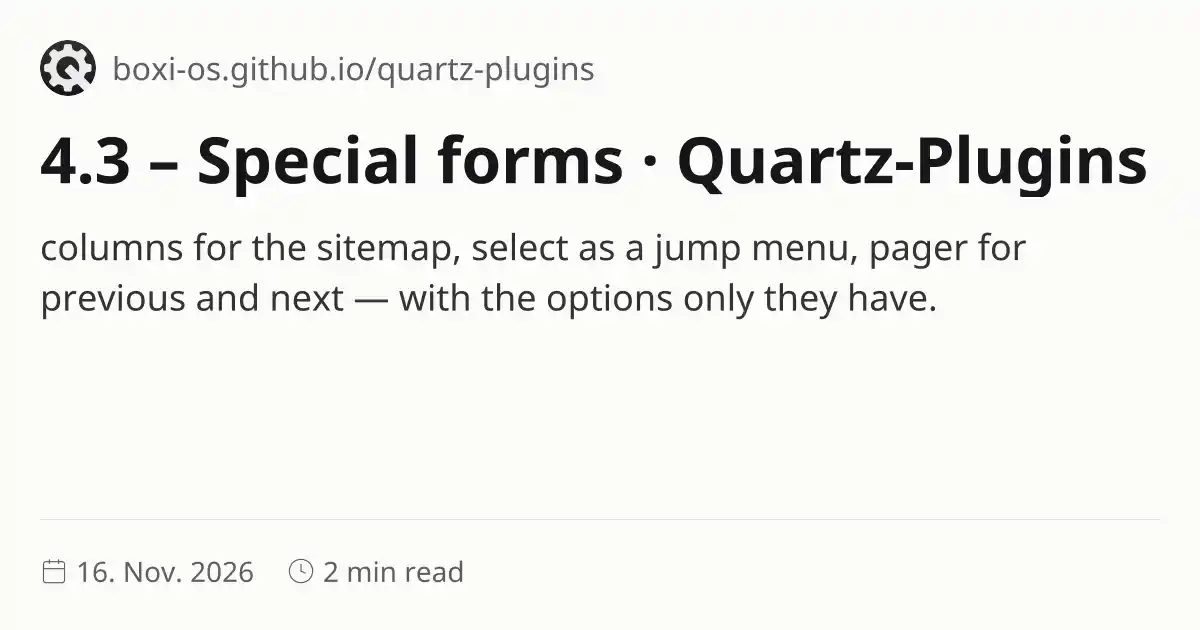 boxi-os.github.io/quartz-plugins
4.3 – Special forms · Quartz-Plugins
columns for the sitemap, select as a jump menu, pager for
previous and next — with the options only they have.
16. Nov. 2026
2 min read